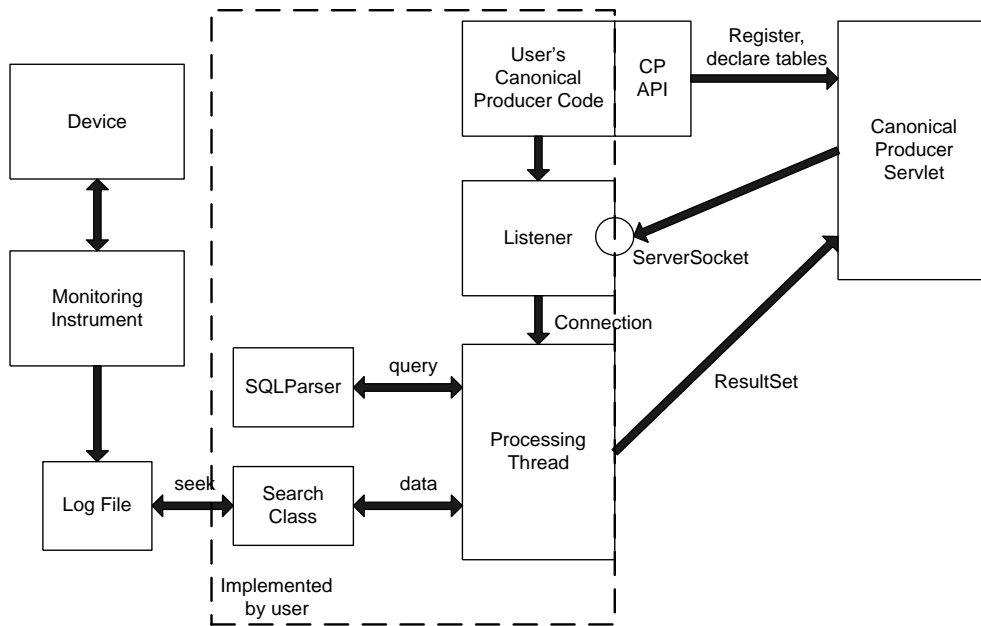 User's
Canonical
Producer Code
CP
API
Register,
declare tables
Device
Canonical
Producer
Servlet
Listener
ServerSocket
Monitoring
Instrument
Connection
SQLParser
query
ResultSet
Processing
Thread
Log File
seek
Search
Class
data
Implemented
by user